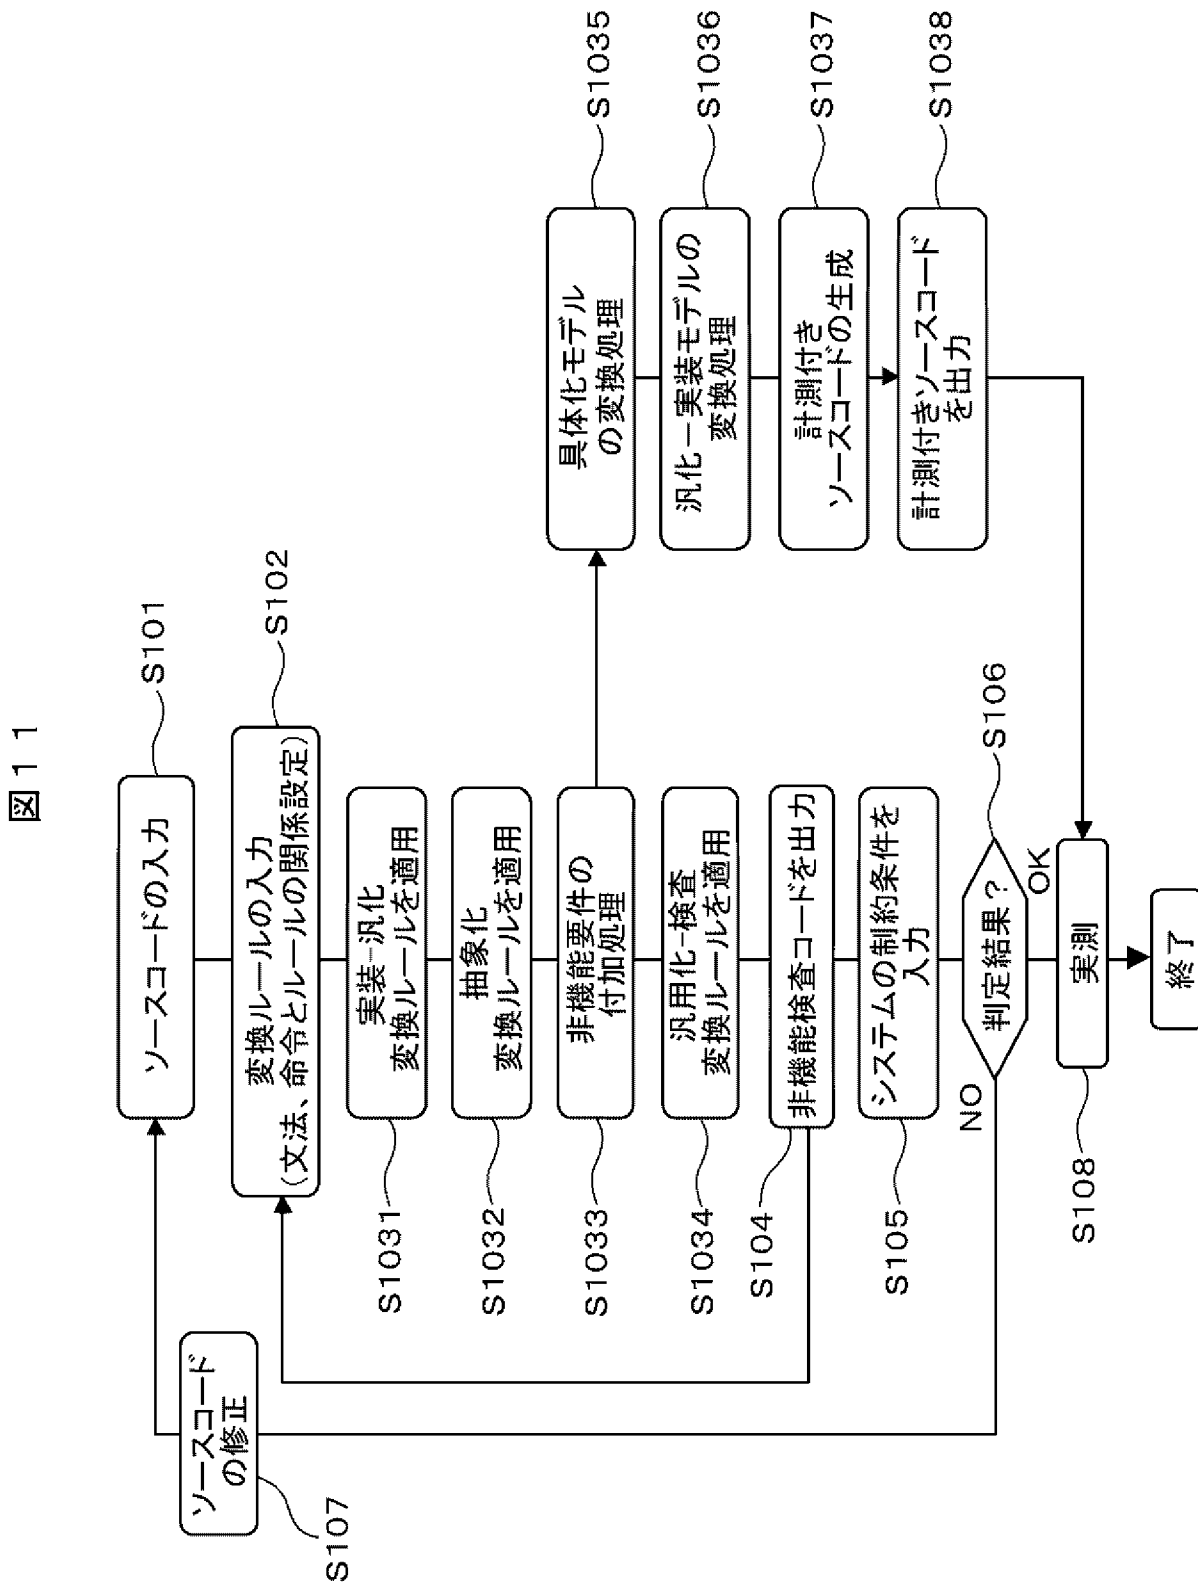 図11
ソースコードの入力
S101
変換ルールの入力
(文法、命令とルールの関係設定)
S102
実装-汎化
変換ルールを適用
S1031
抽象化
変換ルールを適用
S1032
非機能要件の
付加処理
S1033
汎用化-検査
変換ルールを適用
S1034
非機能検査コードを出力
S104
システムの制約条件を
入力
S105
判定結果?
S106
NO
OK
ソースコード
の修正
S107
実測
S108
終了
具体化モデル
の変換処理
S1035
汎化-実装モデルの
変換処理
S1036
計測付き
ソースコードの生成
S1037
計測付きソースコード
を出力
S1038